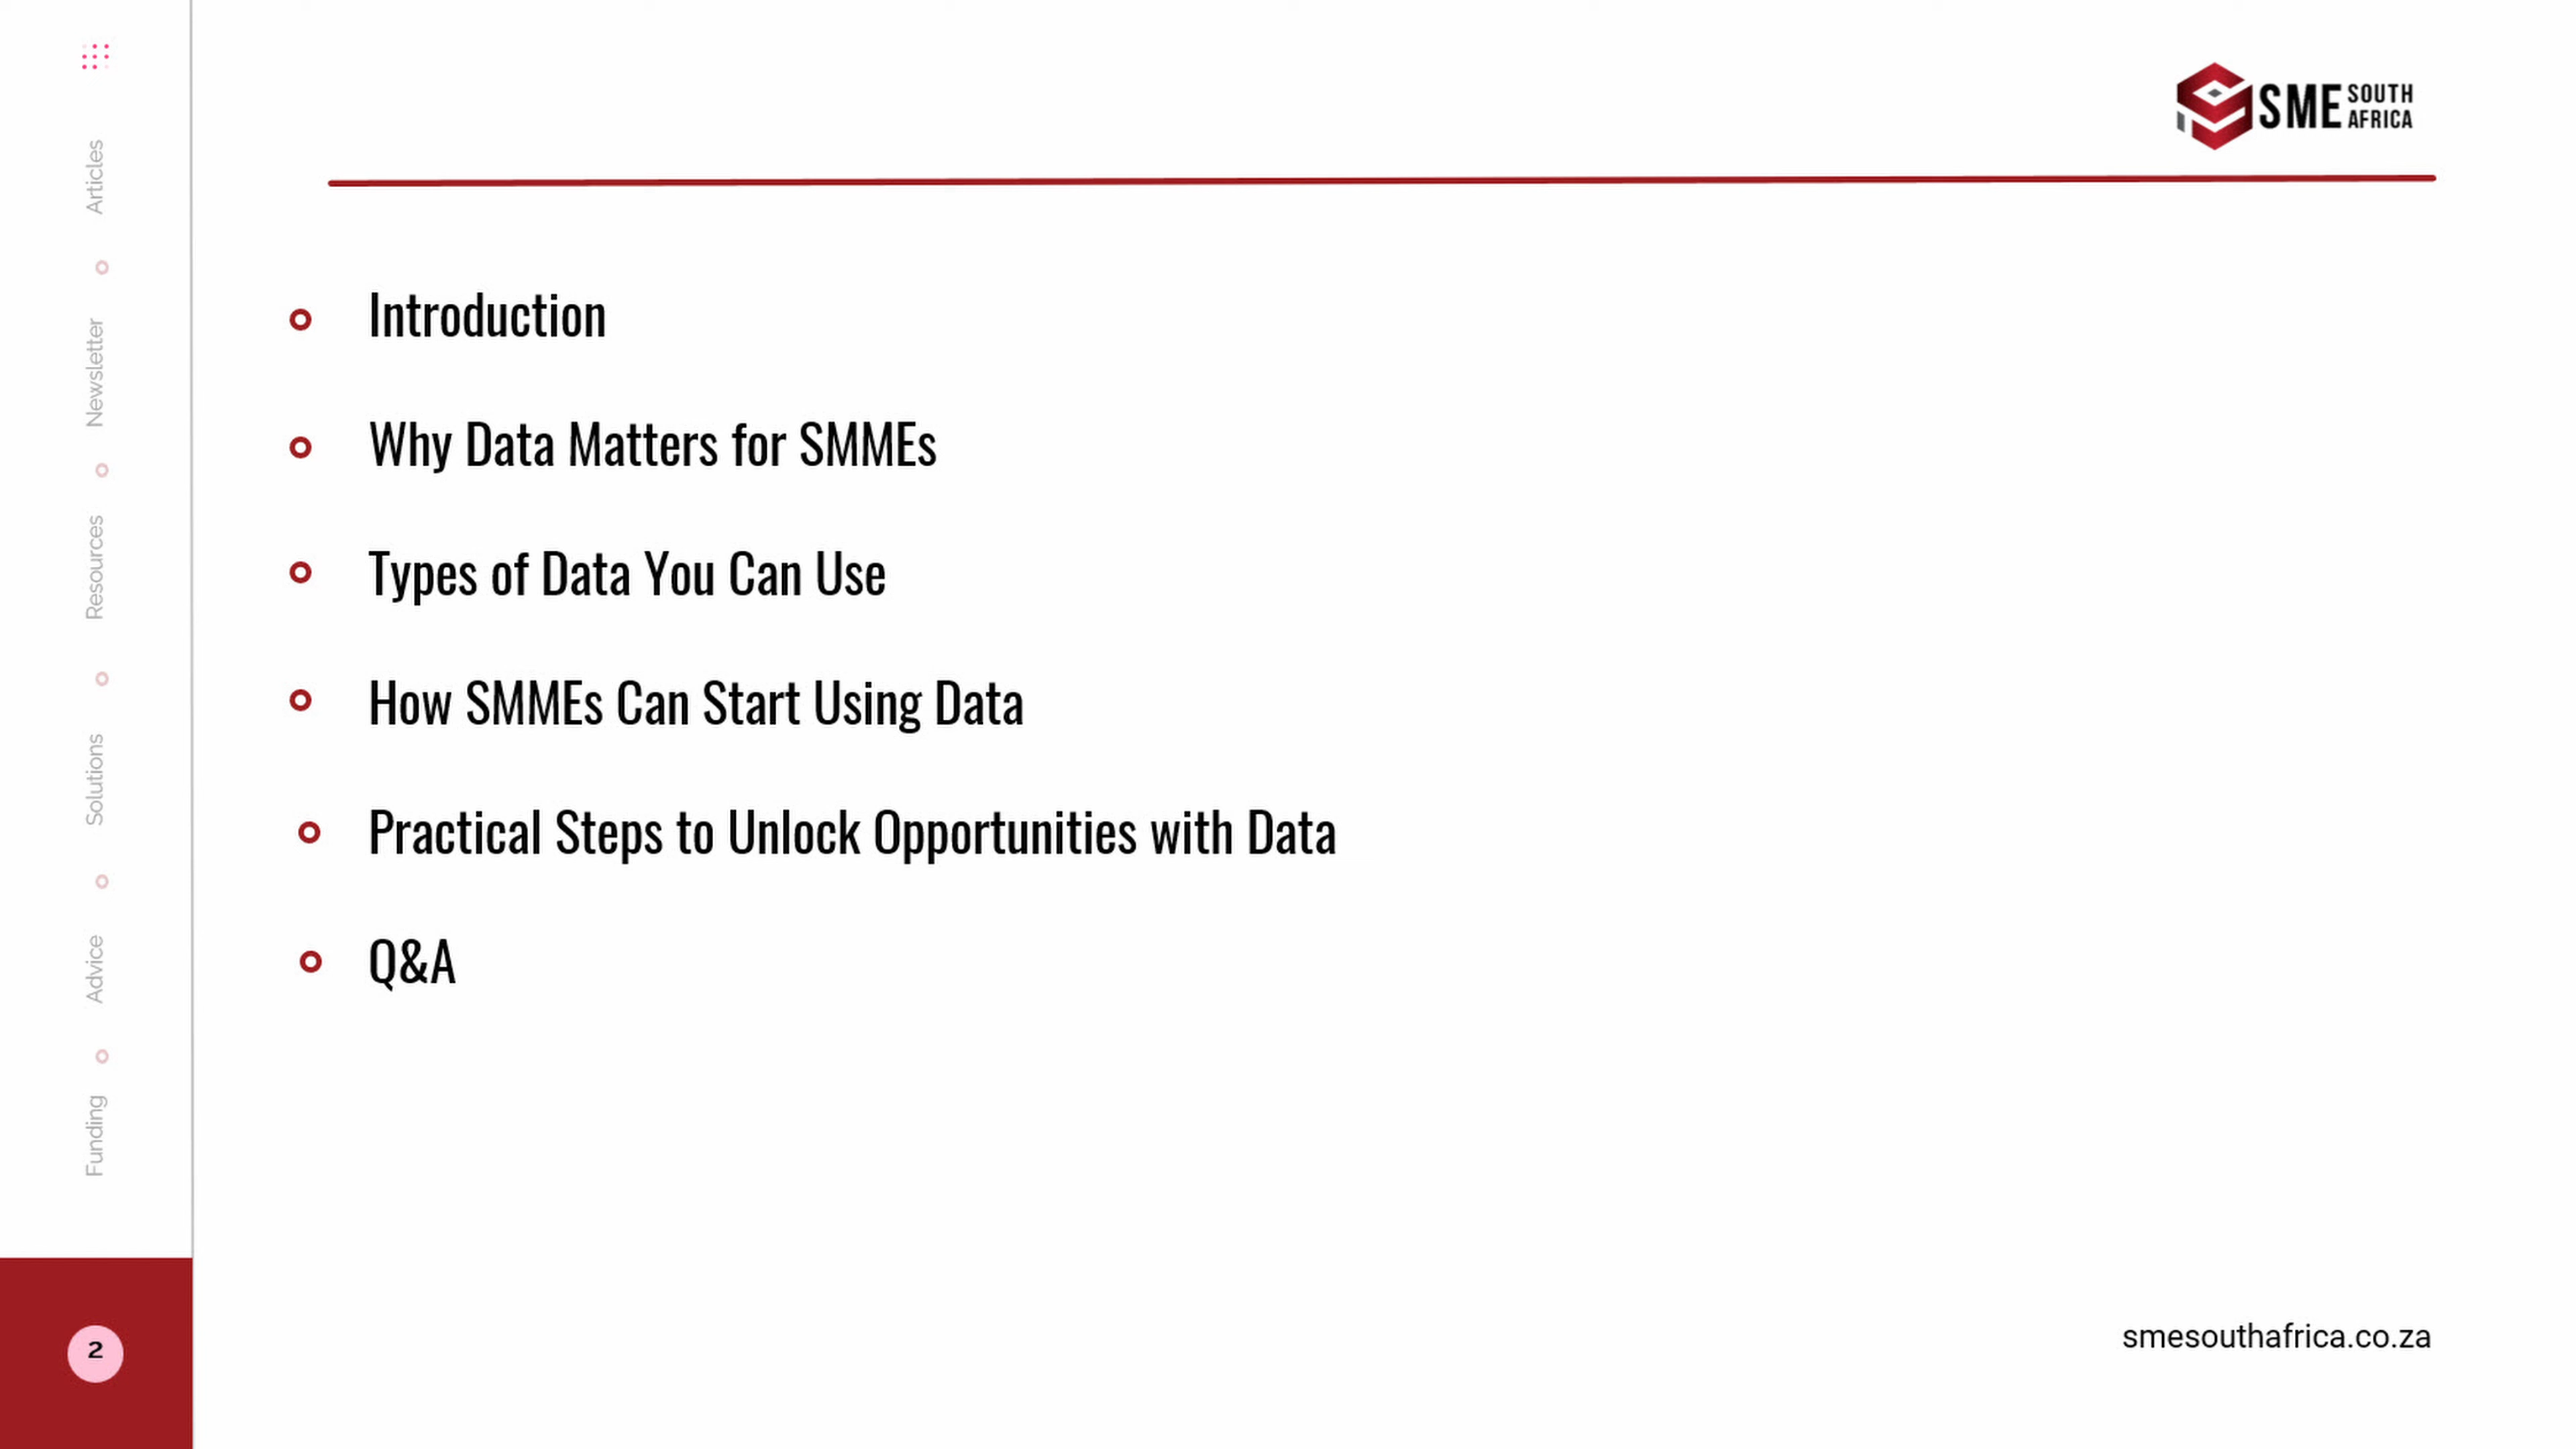 Articles
Newsletter
Resources
Solutions
Advice
Funding
2
SME SOUTH
AFRICA
Introduction
Why Data Matters for SMMEs
Types of Data You Can Use
How SMMEs Can Start Using Data
Practical Steps to Unlock Opportunities with Data
Q&A
smesouthafrica.co.za